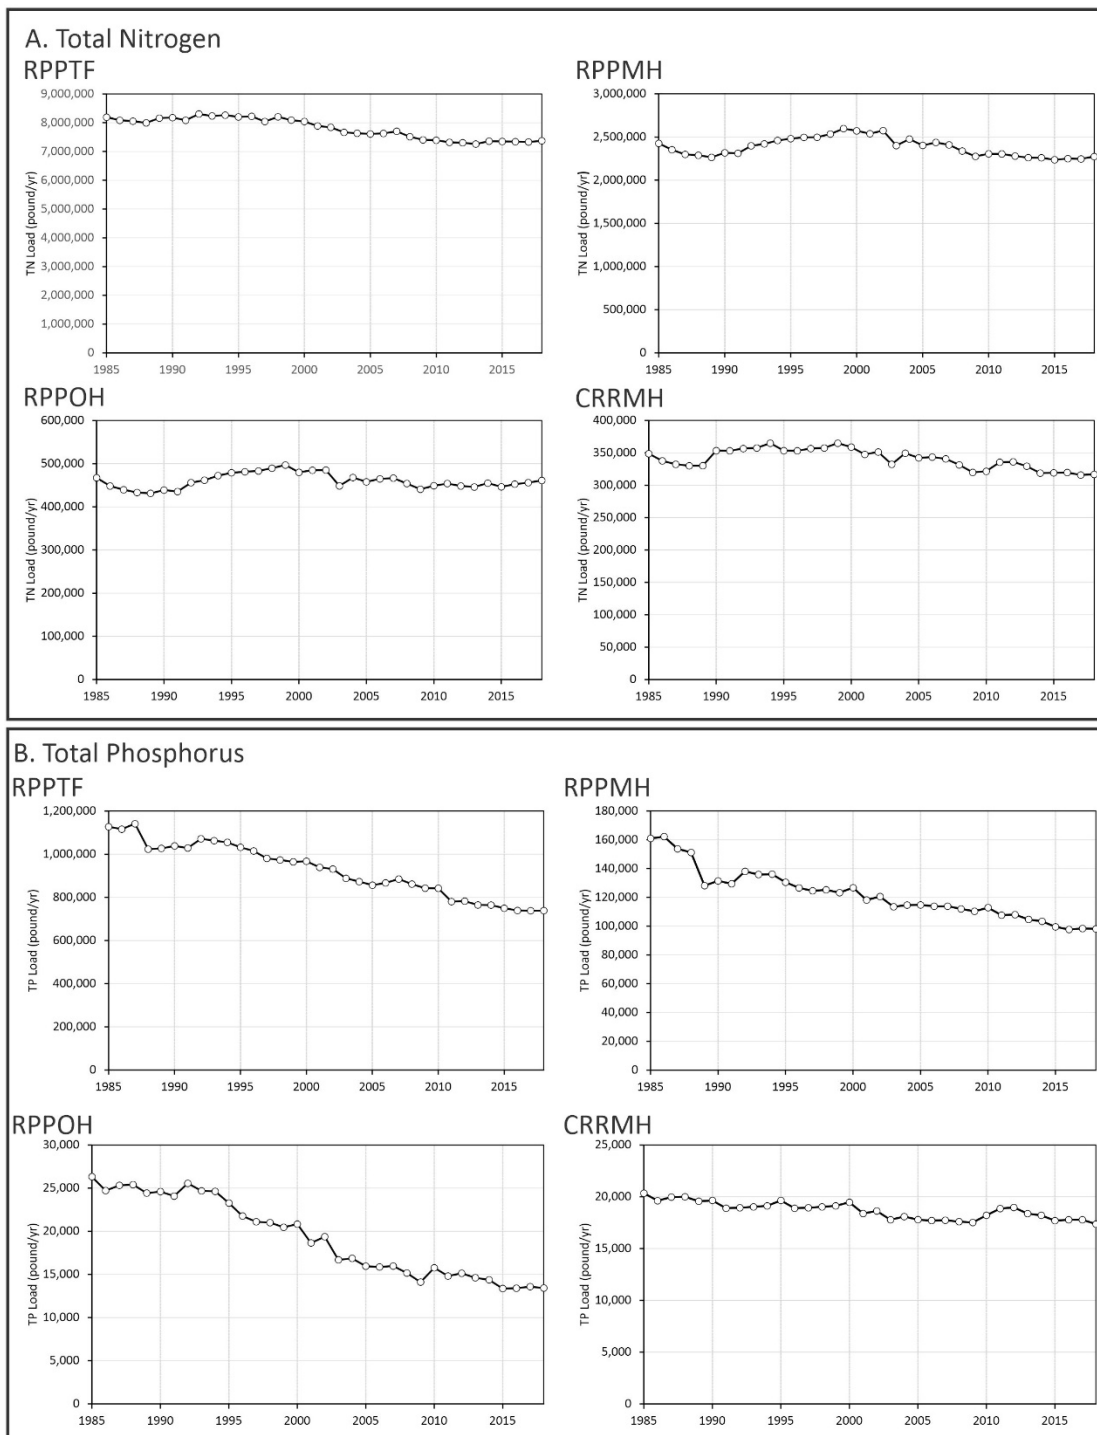 A. Total Nitrogen
RPPTF
9,000,000
8,000,000
7,000,000
6,000,000
5,000,000
4,000,000
3,000,000
2,000,000
1,000,000
0
TN Load (pound/yr)
1985 1990 1995 2000 2005 2010 2015
RPPMH
3,000,000
2,500,000
2,000,000
1,500,000
1,000,000
500,000
0
TN Load (pound/yr)
1985 1990 1995 2000 2005 2010 2015
RPPOH
600,000
500,000
400,000
300,000
200,000
100,000
0
TN Load (pound/yr)
1985 1990 1995 2000 2005 2010 2015
CRRMH
400,000
350,000
300,000
250,000
200,000
150,000
100,000
50,000
0
TN Load (pound/yr)
1985 1990 1995 2000 2005 2010 2015
B. Total Phosphorus
RPPTF
1,200,000
1,000,000
800,000
600,000
400,000
200,000
0
TP Load (pound/yr)
1985 1990 1995 2000 2005 2010 2015
RPPMH
180,000
160,000
140,000
120,000
100,000
80,000
60,000
40,000
20,000
0
TP Load (pound/yr)
1985 1990 1995 2000 2005 2010 2015
RPPOH
30,000
25,000
20,000
15,000
10,000
5,000
0
TP Load (pound/yr)
1985 1990 1995 2000 2005 2010 2015
CRRMH
25,000
20,000
15,000
10,000
5,000
0
TP Load (pound/yr)
1985 1990 1995 2000 2005 2010 2015